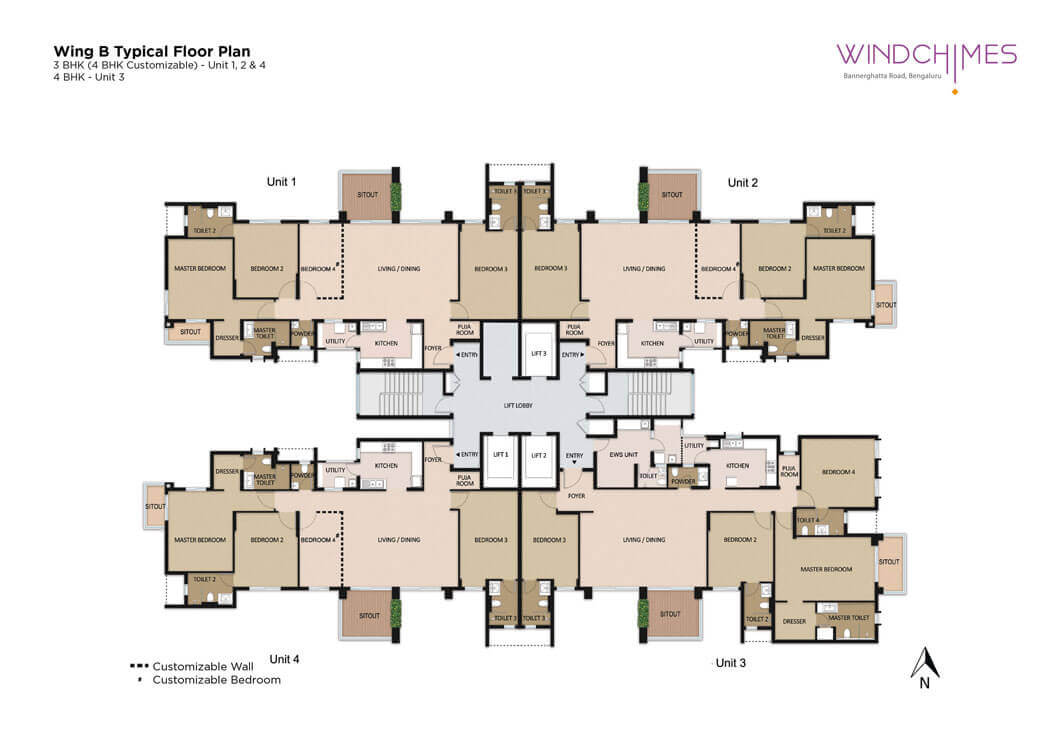 Wing B Typical Floor Plan
3 BHK (4 BHK Customizable) - Unit 1, 2 & 4
4 BHK - Unit 3
WINDCHIMES
Bannerghatta Road, Bengaluru
Unit 1
Unit 2
SITOUT
SITOUT
TOILET 3
TOILET 3
TOILET 2
TOILET 2
MASTER BEDROOM
BEDROOM 2
BEDROOM 4 #
LIVING / DINING
BEDROOM 3
BEDROOM 3
LIVING / DINING
BEDROOM 4 #
BEDROOM 2
MASTER BEDROOM
SITOUT
SITOUT
DRESSER
MASTER
TOILET
POWDER
UTILITY
KITCHEN
FOYER
PUJA
ROOM
PUJA
ROOM
FOYER
KITCHEN
UTILITY
POWDER
MASTER
TOILET
DRESSER
ENTRY
LIFT 3
ENTRY
LIFT LOBBY
ENTRY
LIFT 1
LIFT 2
ENTRY
DRESSER
MASTER
TOILET
POWDER
UTILITY
KITCHEN
FOYER
PUJA
ROOM
EWS UNIT
TOILET
POWDER
UTILITY
KITCHEN
PUJA
ROOM
BEDROOM 4
FOYER
SITOUT
TOILET 4
MASTER BEDROOM
BEDROOM 2
BEDROOM 4 #
LIVING / DINING
BEDROOM 3
BEDROOM 3
LIVING / DINING
BEDROOM 2
MASTER BEDROOM
SITOUT
TOILET 2
SITOUT
TOILET 3
TOILET 3
SITOUT
TOILET 2
DRESSER
MASTER TOILET
Unit 4
Unit 3
Customizable Wall
# Customizable Bedroom
N